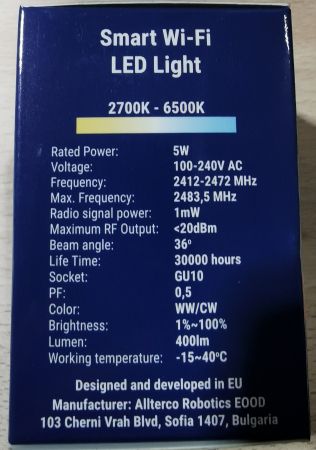 Smart Wi-Fi
LED Light
2700K - 6500K
Rated Power: 5W
Voltage: 100-240V AC
Frequency: 2412-2472 MHz
Max. Frequency: 2483,5 MHz
Radio signal power: 1mW
Maximum RF Output: <20dBm
Beam angle: 36º
Life Time: 30000 hours
Socket: GU10
PF: 0,5
Color: WW/CW
Brightness: 1%~100%
Lumen: 400lm
Working temperature: -15~40ºC
Designed and developed in EU
Manufacturer: Allterco Robotics EOOD
103 Cherni Vrah Blvd, Sofia 1407, Bulgaria